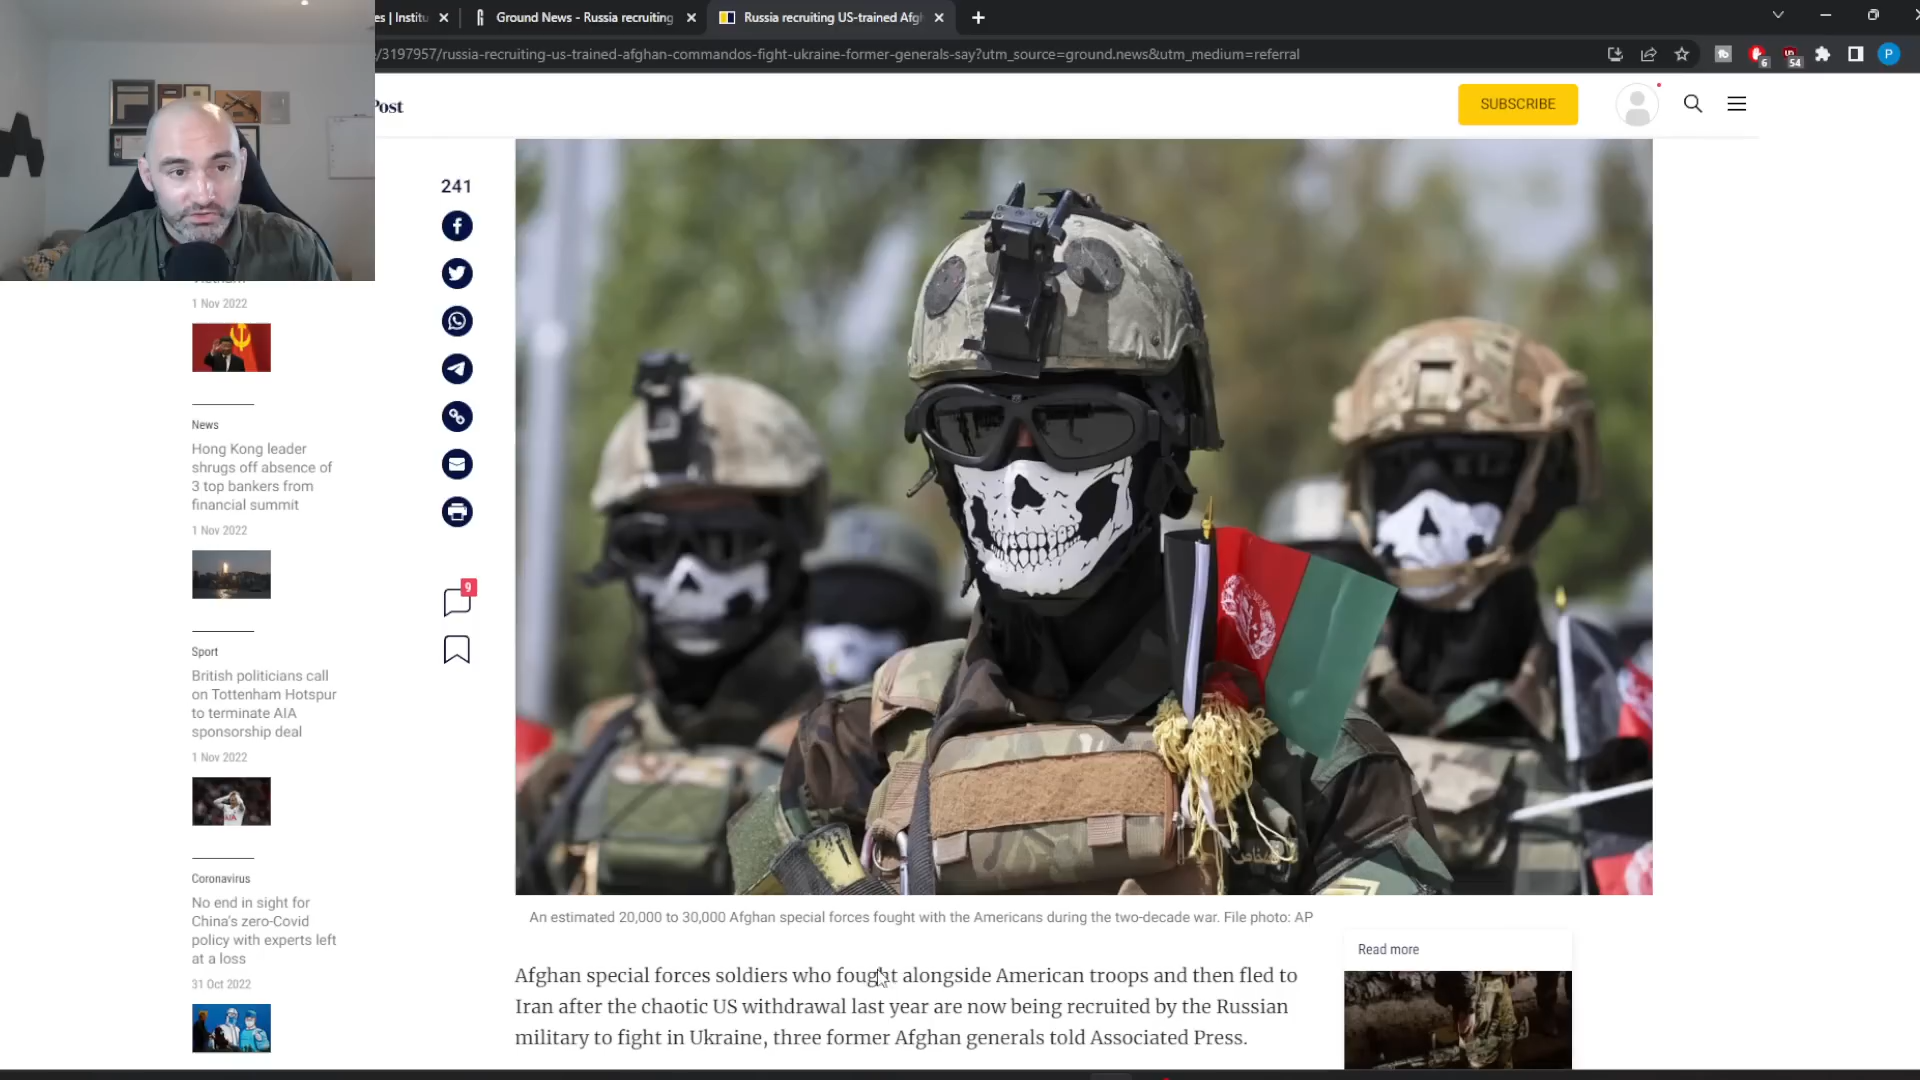 es | Institu
Ground News - Russia recruiting
Russia recruiting US-trained Afg
/3197957/russia-recruiting-us-trained-afghan-commandos-fight-ukraine-former-generals-say?utm_source=ground.news&utm_medium=referral
6
54
P
Post
SUBSCRIBE
241
9
1 Nov 2022
News
Hong Kong leader
shrugs off absence of
3 top bankers from
financial summit
1 Nov 2022
Sport
British politicians call
on Tottenham Hotspur
to terminate AIA
sponsorship deal
1 Nov 2022
AIA
Coronavirus
No end in sight for
China's zero-Covid
policy with experts left
at a loss
31 Oct 2022
An estimated 20,000 to 30,000 Afghan special forces fought with the Americans during the two-decade war. File photo: AP
Afghan special forces soldiers who fought alongside American troops and then fled to
Iran after the chaotic US withdrawal last year are now being recruited by the Russian
military to fight in Ukraine, three former Afghan generals told Associated Press.
Read more